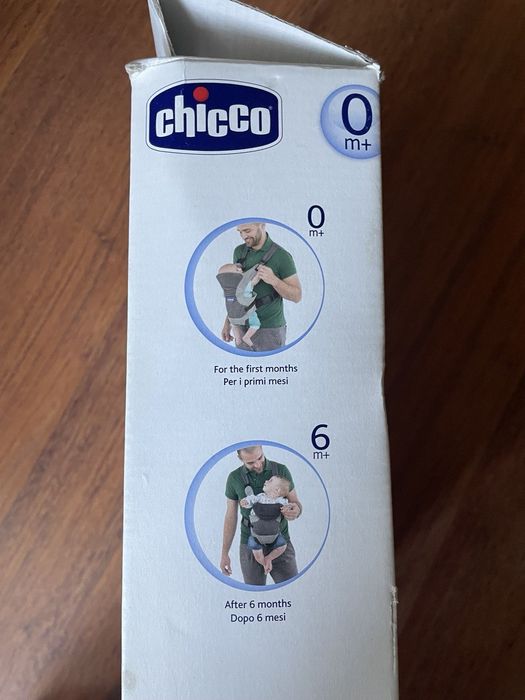 chicco
0
m+
0
m+
For the first months
Per i primi mesi
6
m+
After 6 months
Dopo 6 mesi